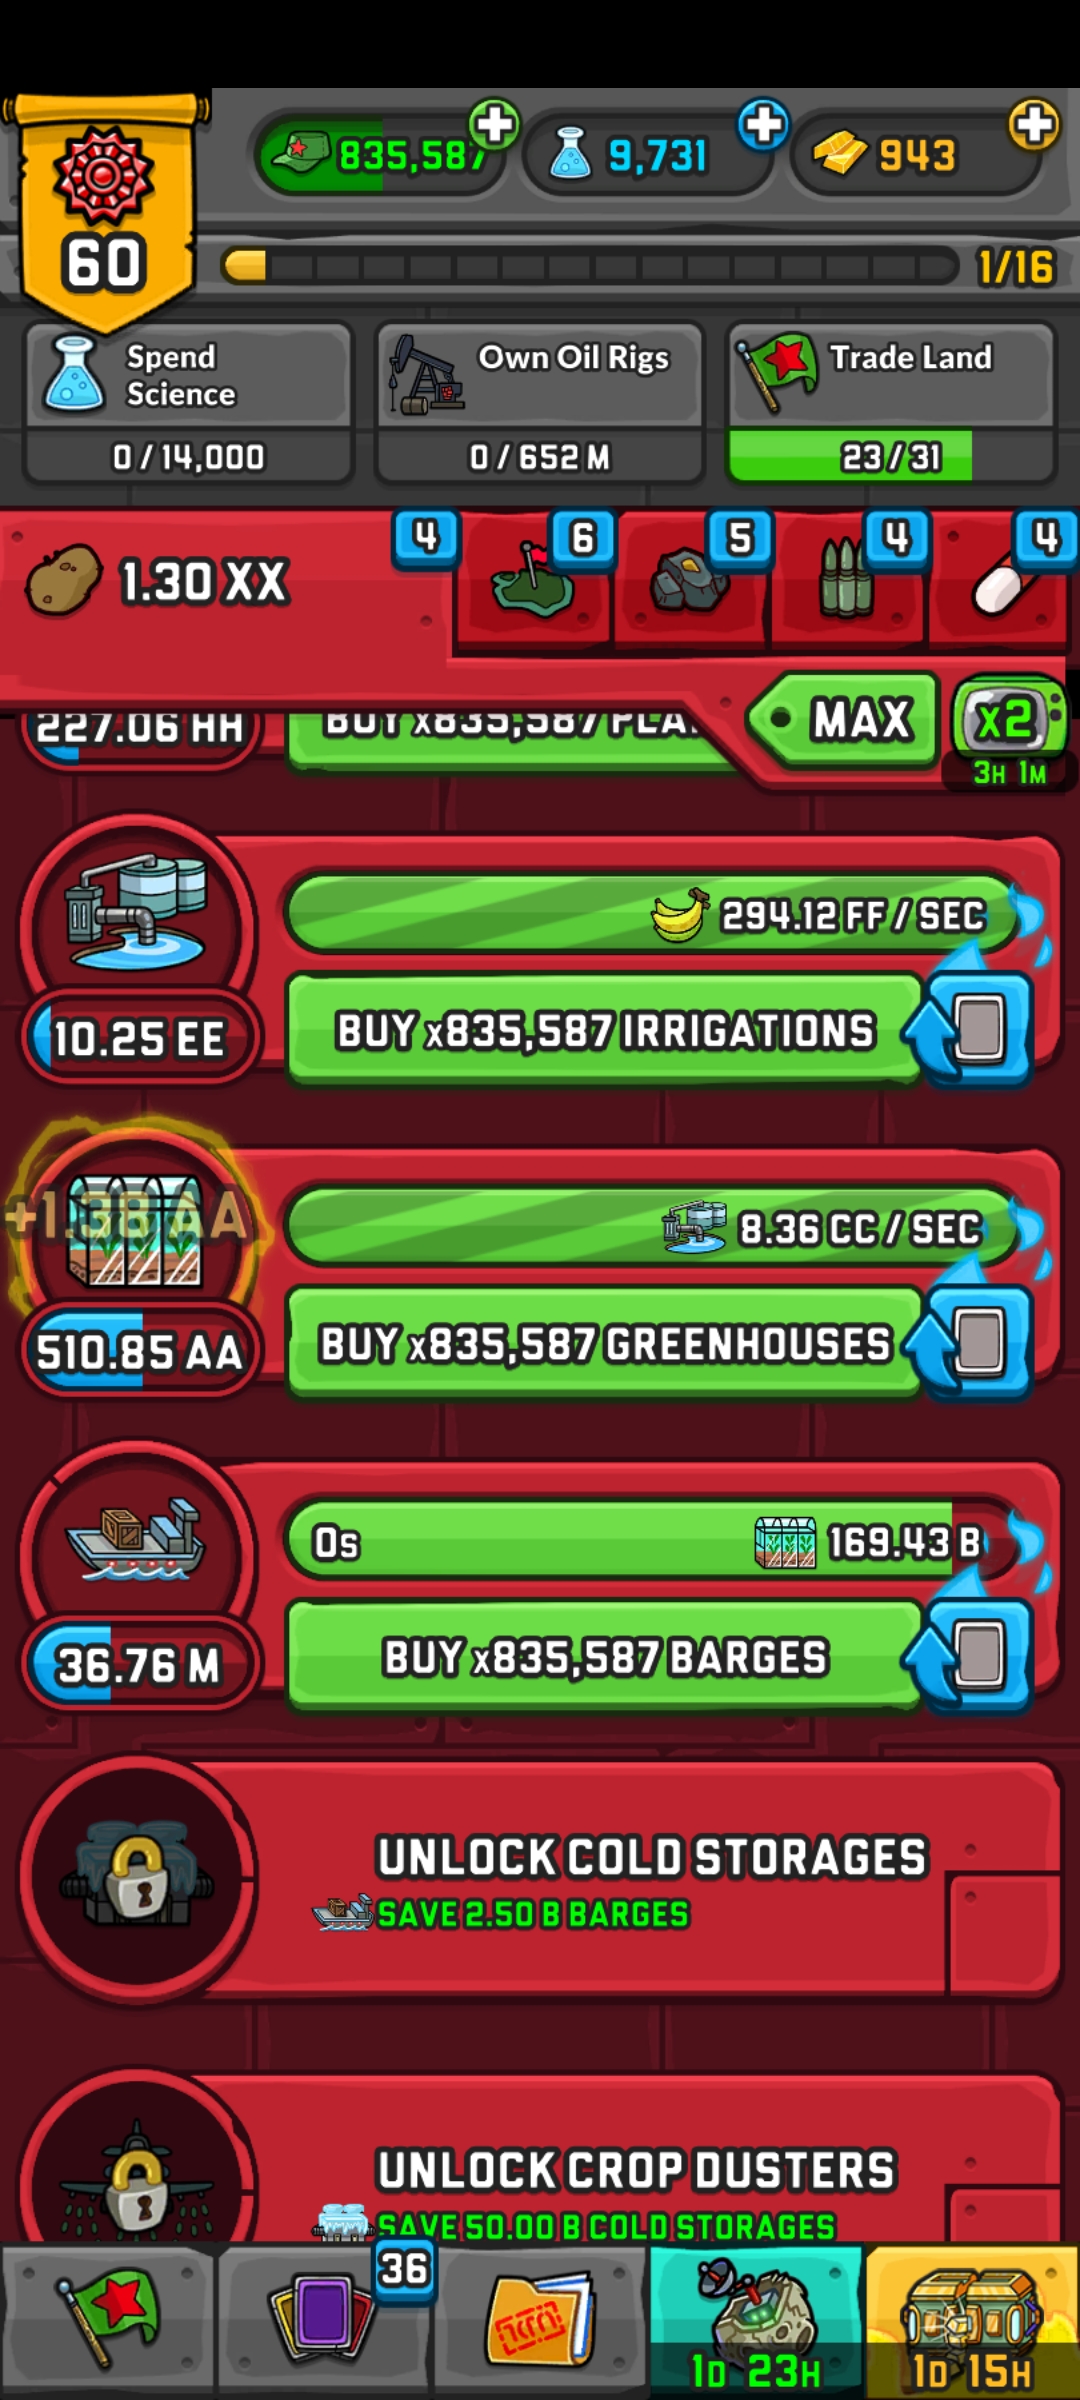 835,587
9,731
943
60
1/16
Spend
Science
0/14,000
Own Oil Rigs
0/652 M
Trade Land
23/31
1.30 XX
4
6
5
4
4
MAX
x2
3H 1M
227.06 HH
BUY x835,587 PLA
294.12 FF/SEC
10.25 EE
BUY x835,587 IRRIGATIONS
+1.38 AA
8.36 CC/SEC
510.85 AA
BUY x835,587 GREENHOUSES
0s
169.43 B
36.76 M
BUY x835,587 BARGES
UNLOCK COLD STORAGES
SAVE 2.50 B BARGES
UNLOCK CROP DUSTERS
SAVE 50.00 B COLD STORAGES
36
1D 23H
1D 15H